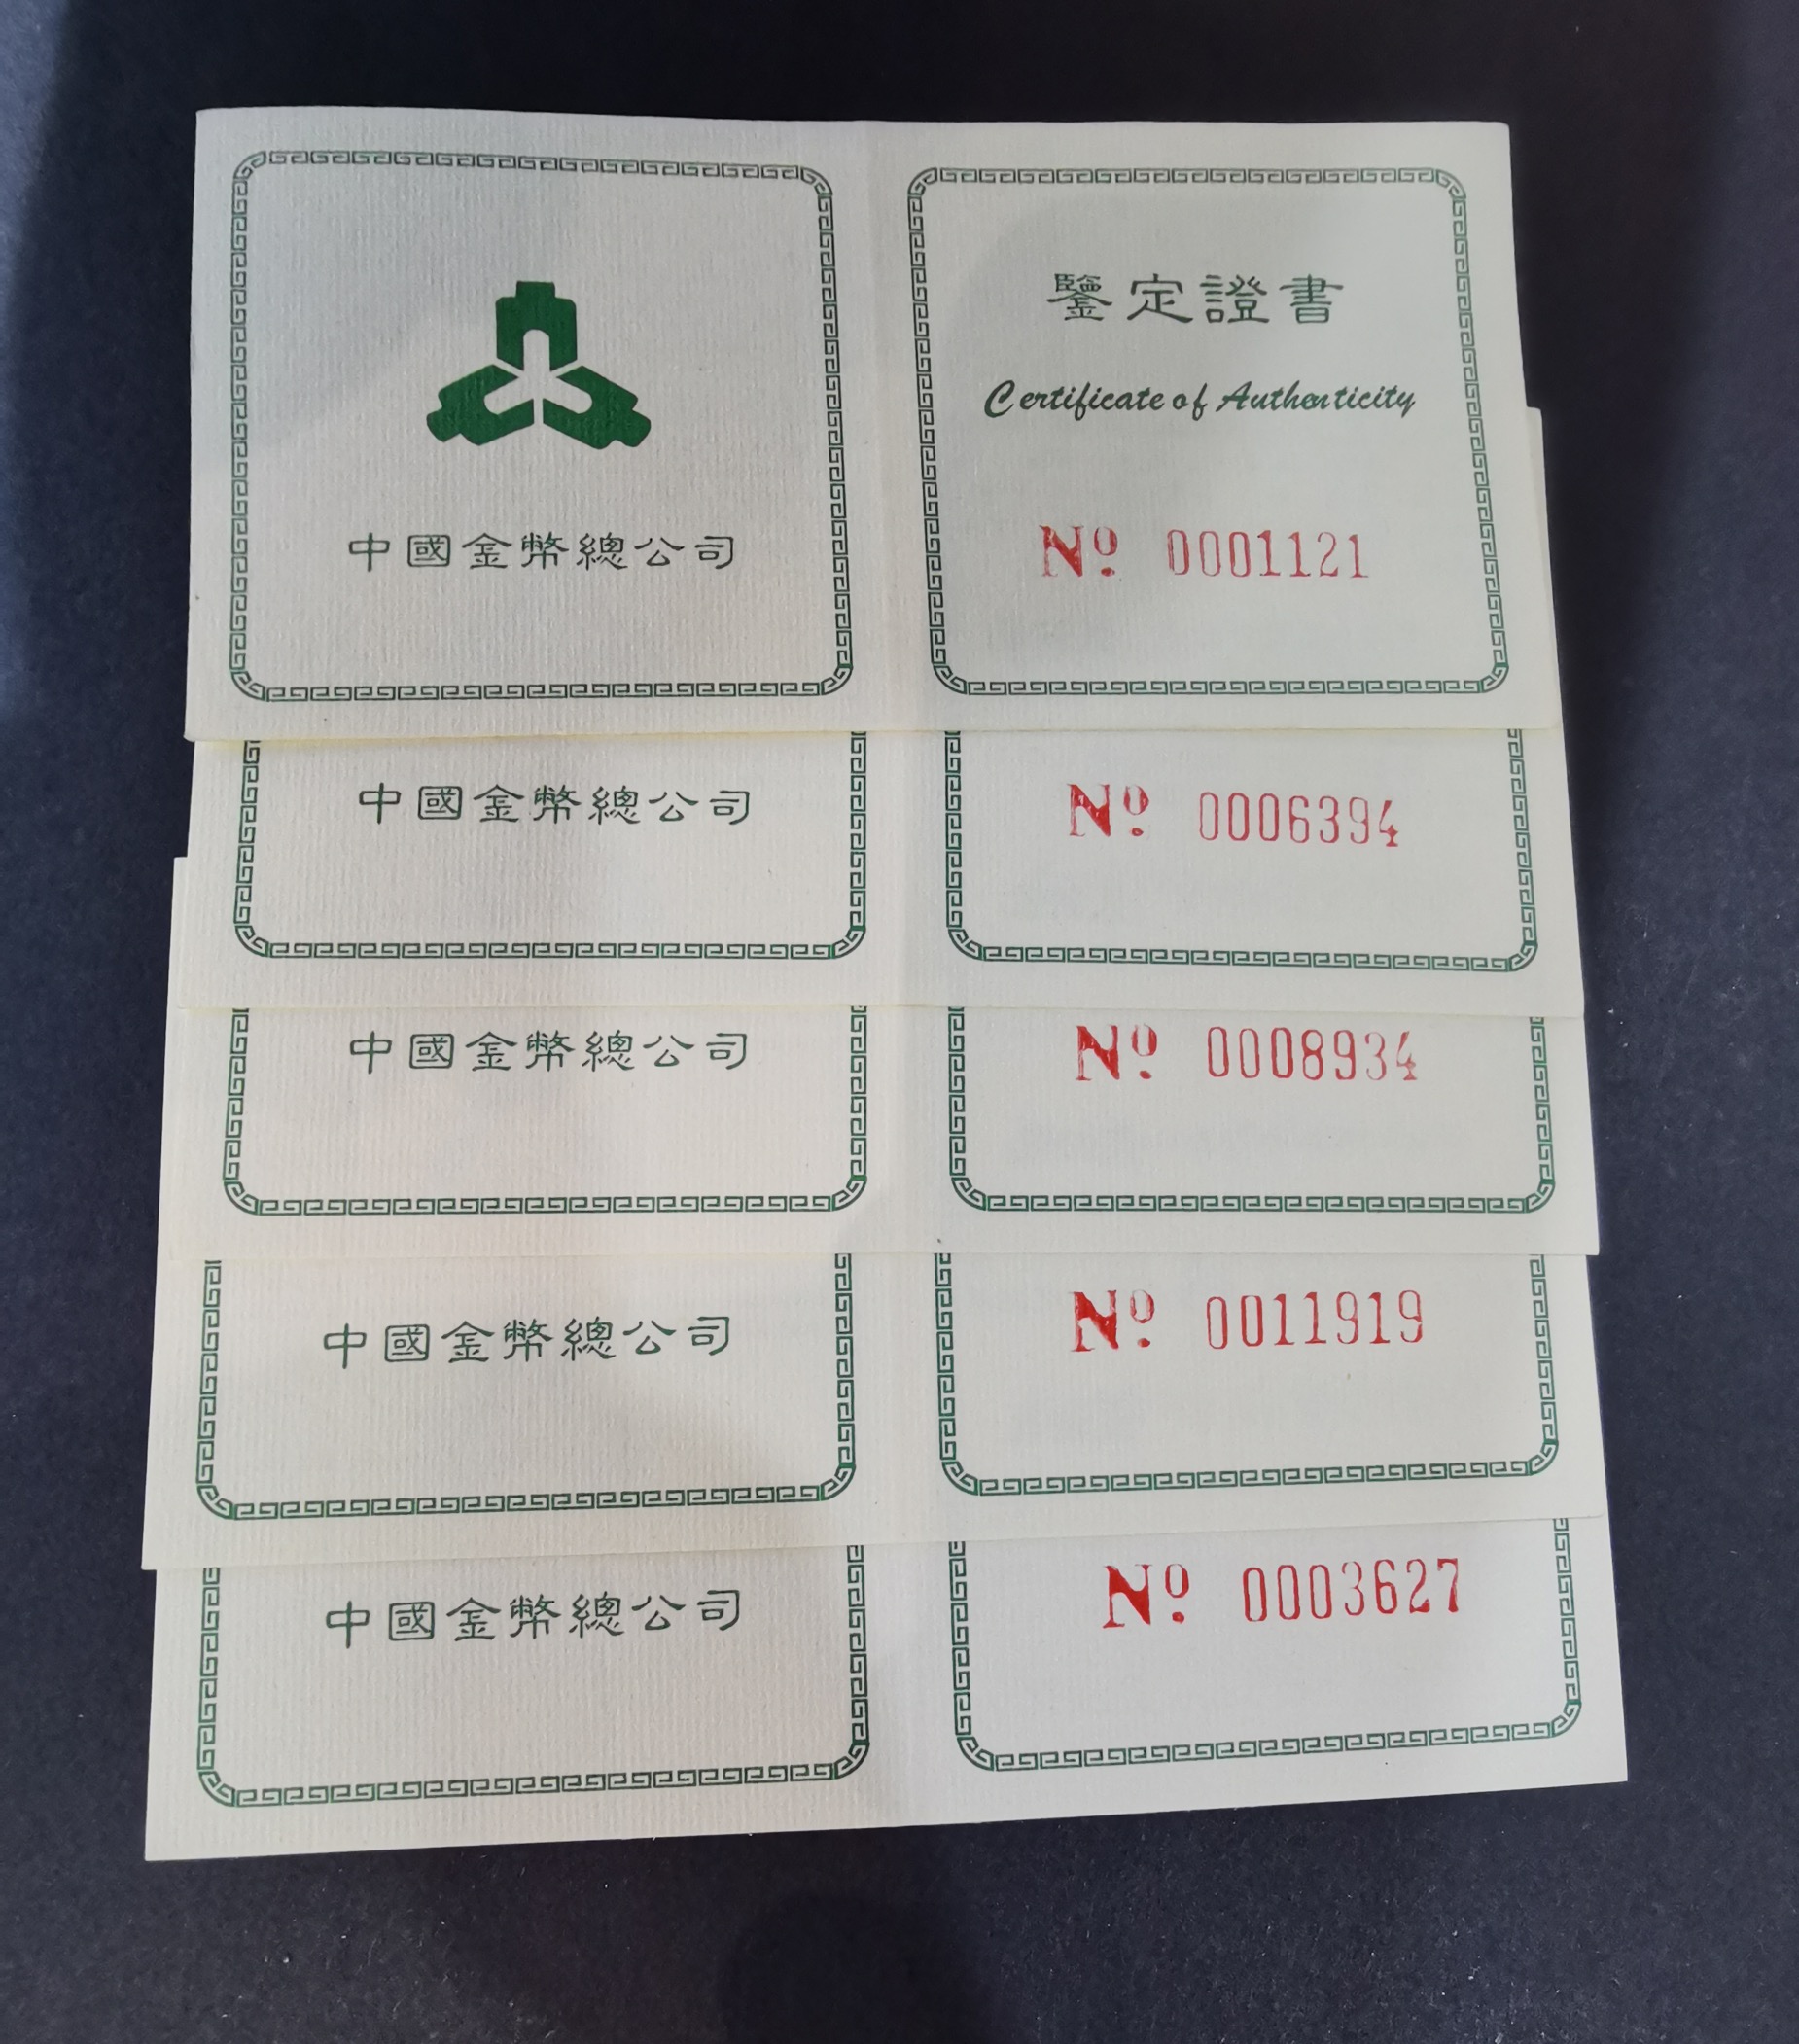 中國金幣總公司
鑒定證書
Certificate of Authenticity
Nº 0001121
中國金幣總公司
Nº 0006394
中國金幣總公司
Nº 0008934
中國金幣總公司
Nº 0011919
中國金幣總公司
Nº 0003627